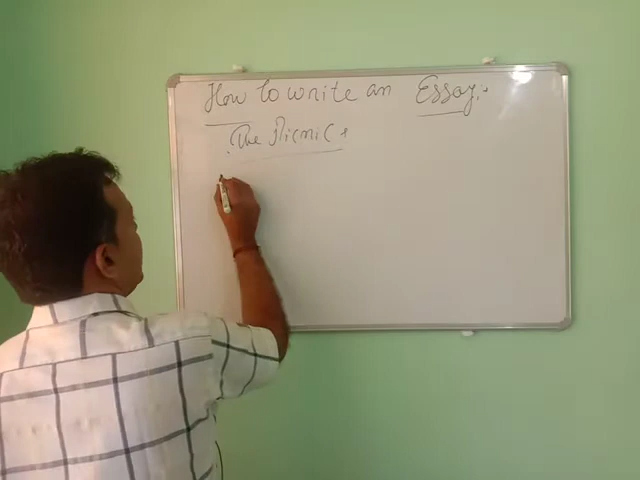 How to write an Essay:-
The Picnic